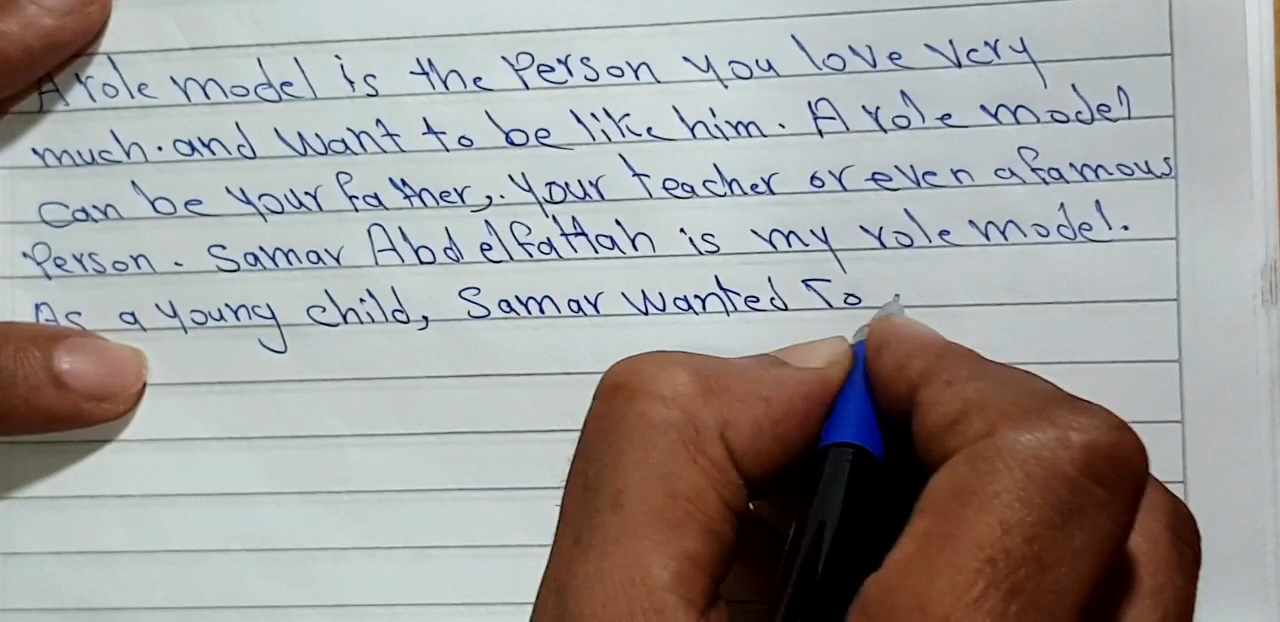 A role model is the Person you love very
much. and want to be like him. A role model
can be your father, your teacher or even a famous
Person. Samar Abdelfattah is my role model.
As a young child, Samar wanted To